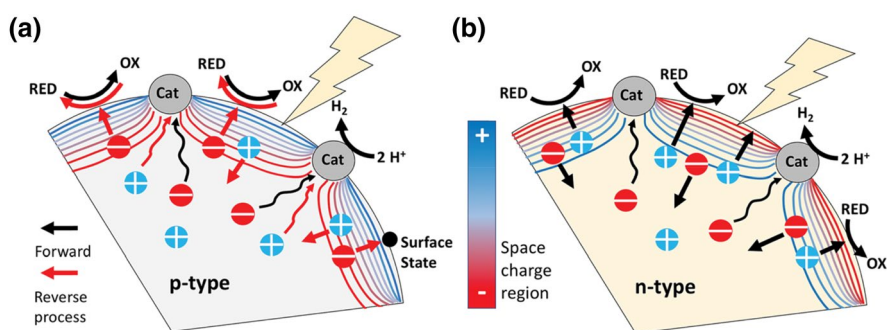 (a)
RED
OX
RED
OX
Cat
H₂
2 H⁺
Cat
Forward
Reverse
process
p-type
Surface
State
(b)
RED
OX
RED
OX
Cat
H₂
2 H⁺
Cat
+
Space
charge
region
-
n-type
RED
OX